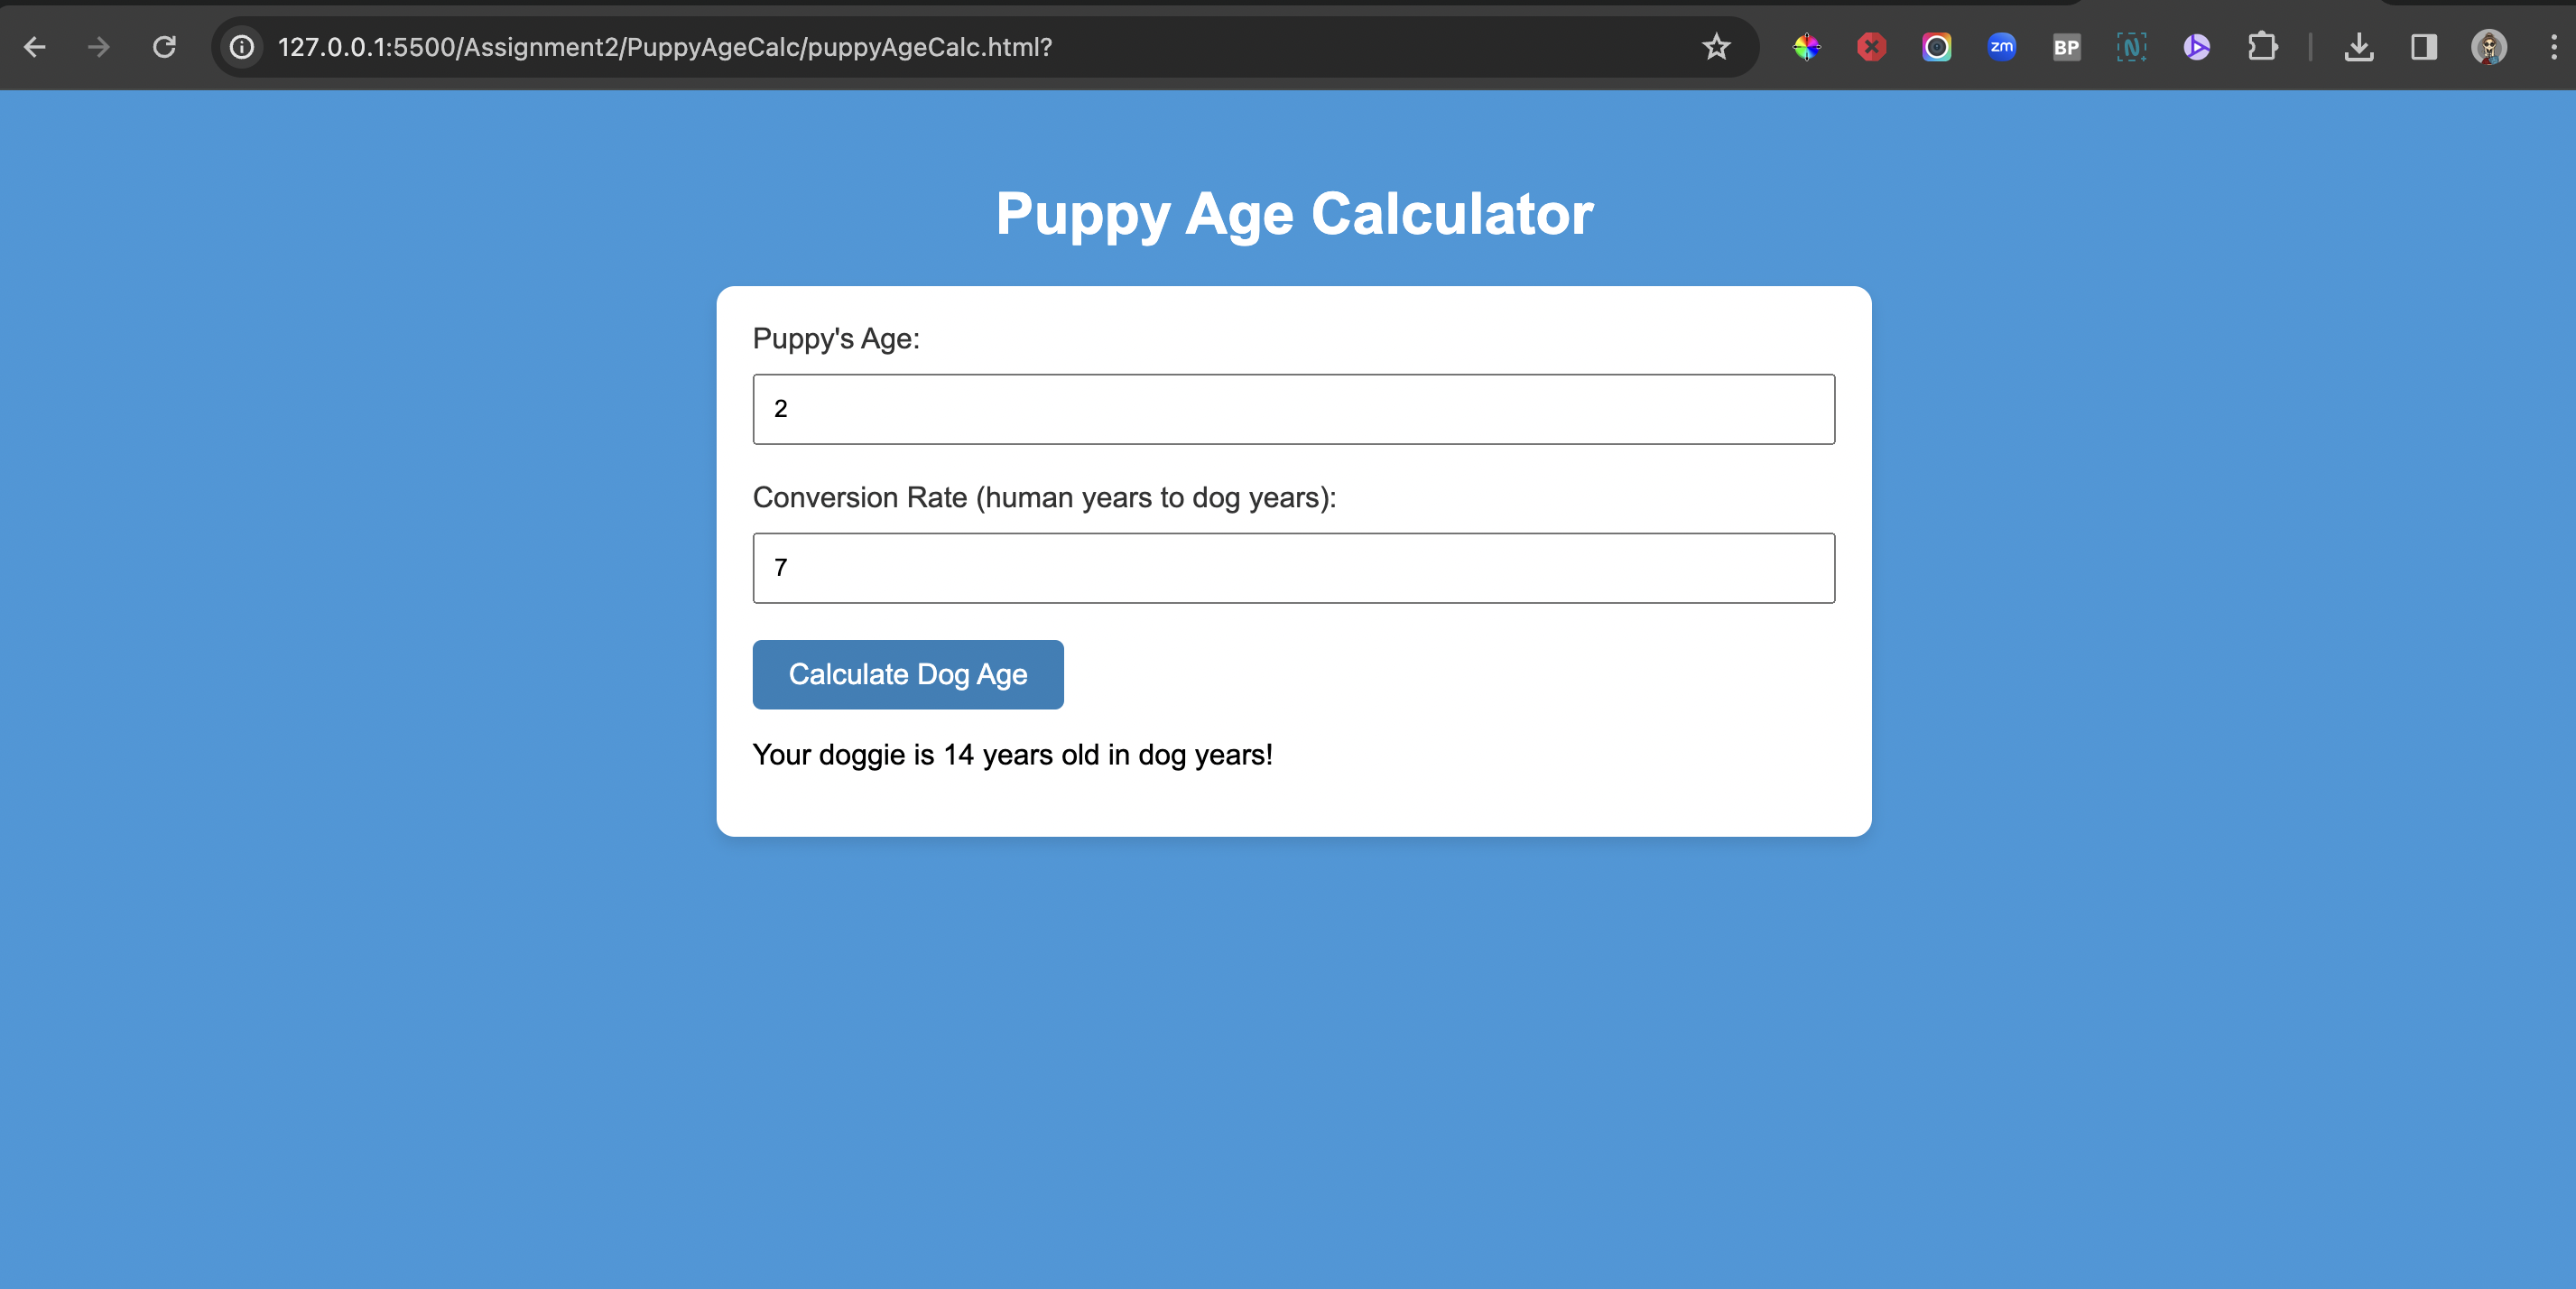 127.0.0.1:5500/Assignment2/PuppyAgeCalc/puppyAgeCalc.html?
zm
BP
N
Puppy Age Calculator
Puppy's Age:
2
Conversion Rate (human years to dog years):
7
Calculate Dog Age
Your doggie is 14 years old in dog years!